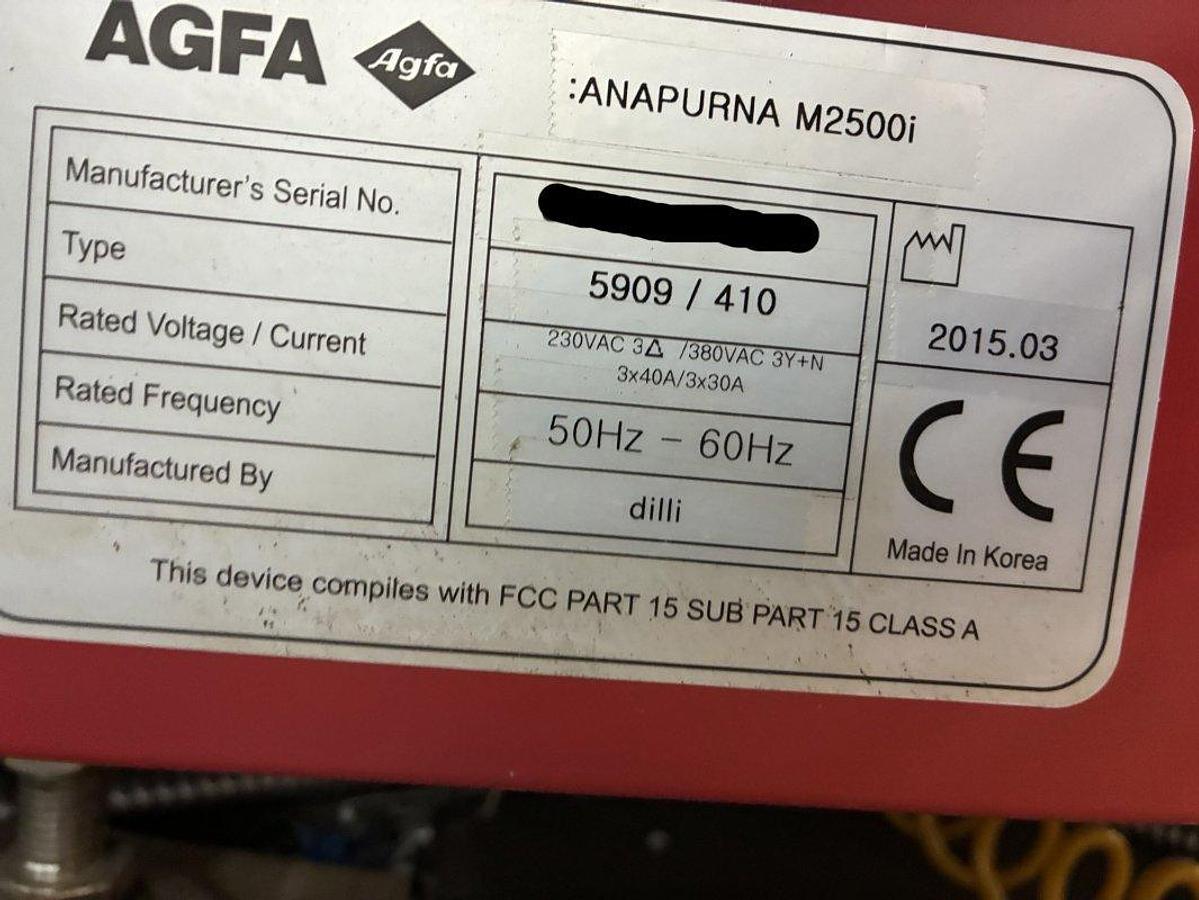 AGFA Agfa :ANAPURNA M2500i
Manufacturer's Serial No.
Type 5909 / 410
Rated Voltage / Current 230VAC 3Δ /380VAC 3Y+N
3x40A/3x30A
Rated Frequency 50Hz - 60Hz
Manufactured By dilli
2015.03
CE
Made In Korea
This device compiles with FCC PART 15 SUB PART 15 CLASS A